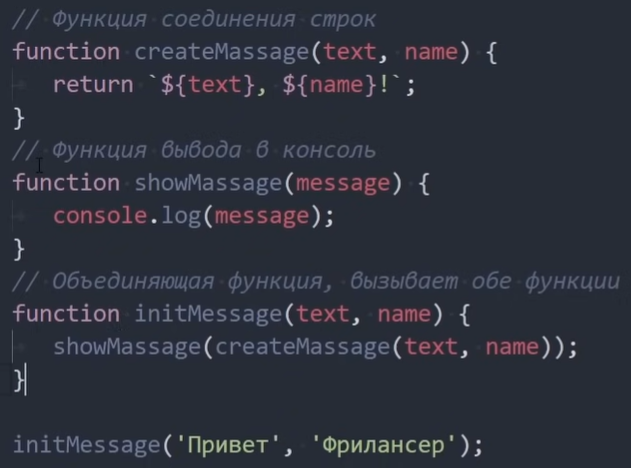 // Функция соединения строк
function createMassage(text, name) {
return `${text}, ${name}!`;
}
// Функция вывода в консоль
function showMassage(message) {
console.log(message);
}
// Объединяющая функция, вызывает обе функции
function initMessage(text, name) {
showMassage(createMassage(text, name));
}
initMessage('Привет', 'Фрилансер');